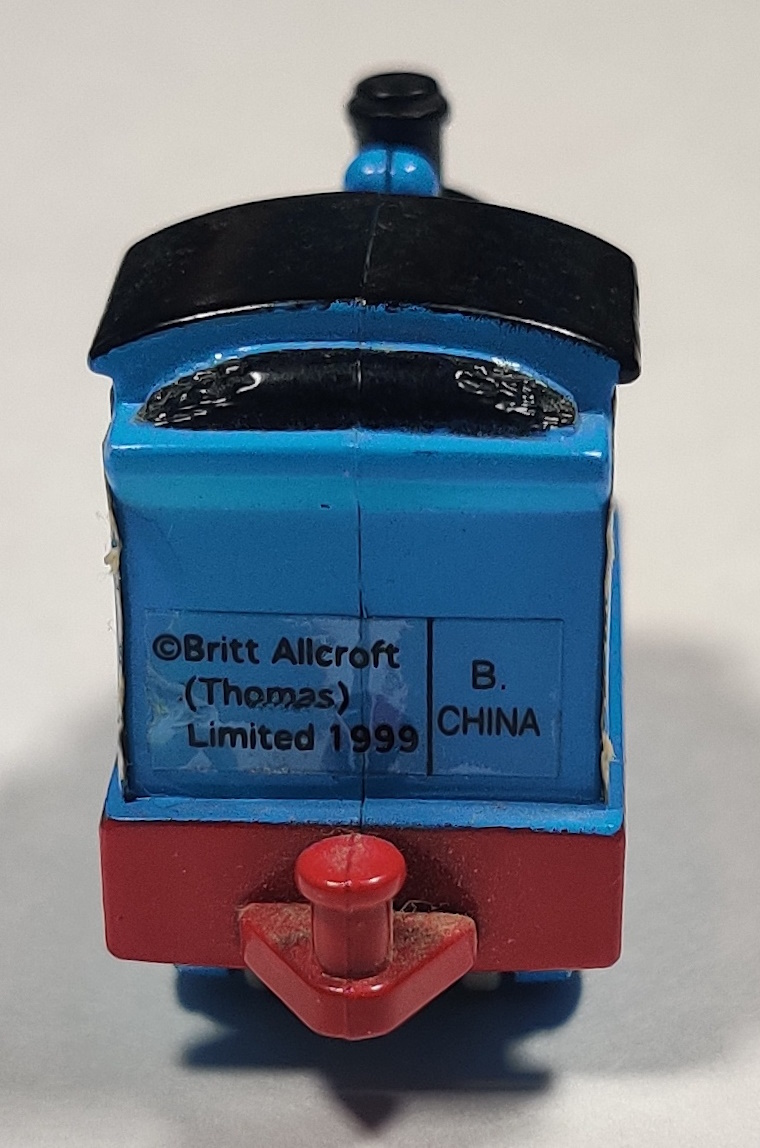 ©Britt Allcroft
(Thomas)
Limited 1999
B.
CHINA